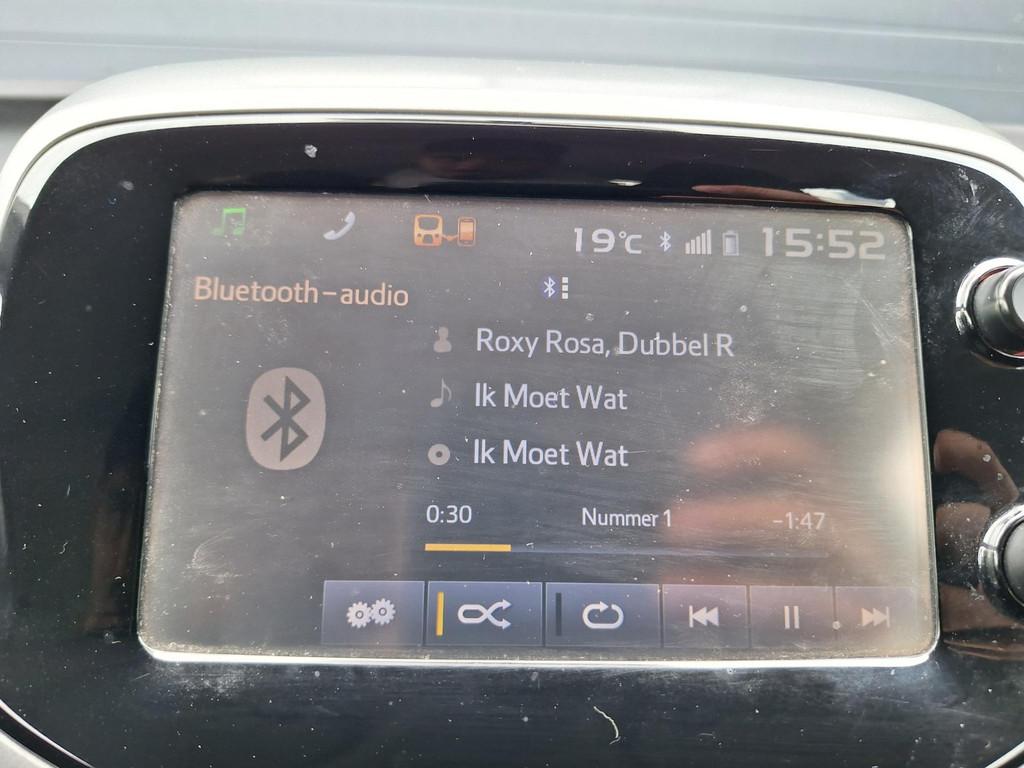 19°C 15:52
Bluetooth-audio
Roxy Rosa, Dubbel R
Ik Moet Wat
Ik Moet Wat
0:30 Nummer 1 -1:47